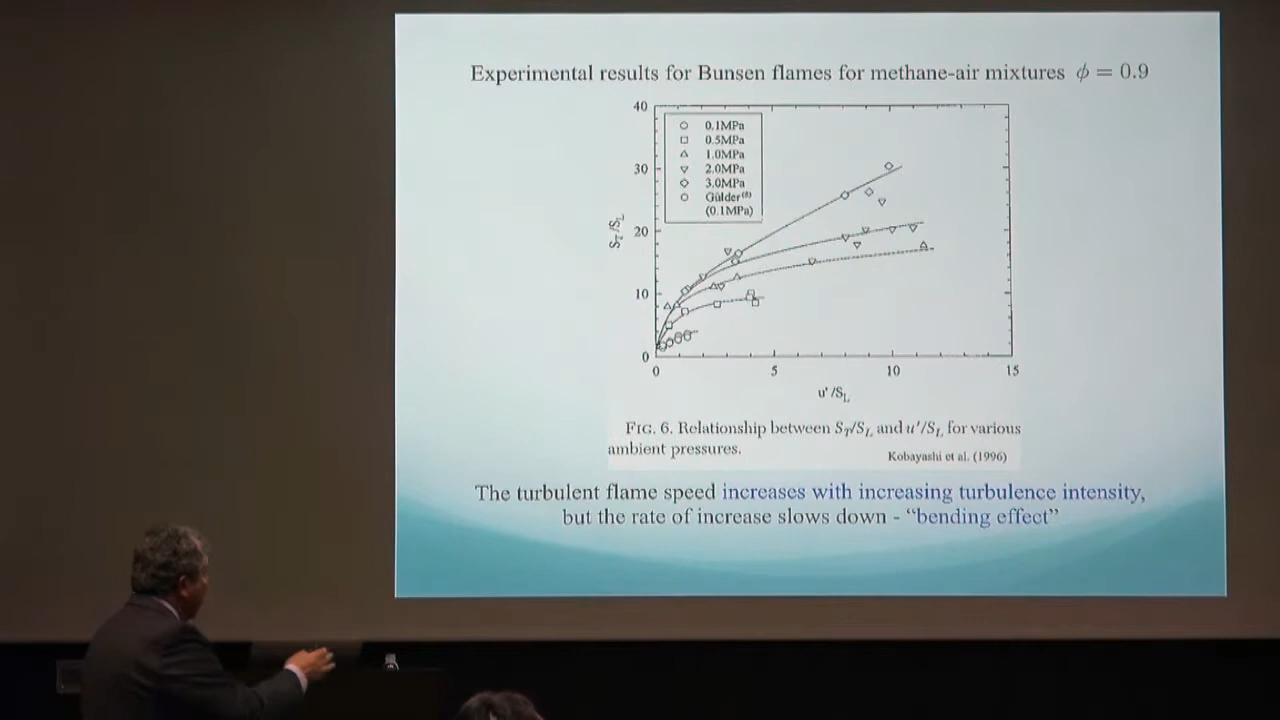 Experimental results for Bunsen flames for methane-air mixtures ϕ = 0.9
40
30
20
10
0
S_T/S_L
0.1MPa
0.5MPa
1.0MPa
2.0MPa
3.0MPa
Gülder⁽⁸⁾
(0.1MPa)
0 5 10 15
u'/S_L
FIG. 6. Relationship between S_T/S_L and u'/S_L for various
ambient pressures.
Kobayashi et al. (1996)
The turbulent flame speed increases with increasing turbulence intensity,
but the rate of increase slows down - “bending effect”